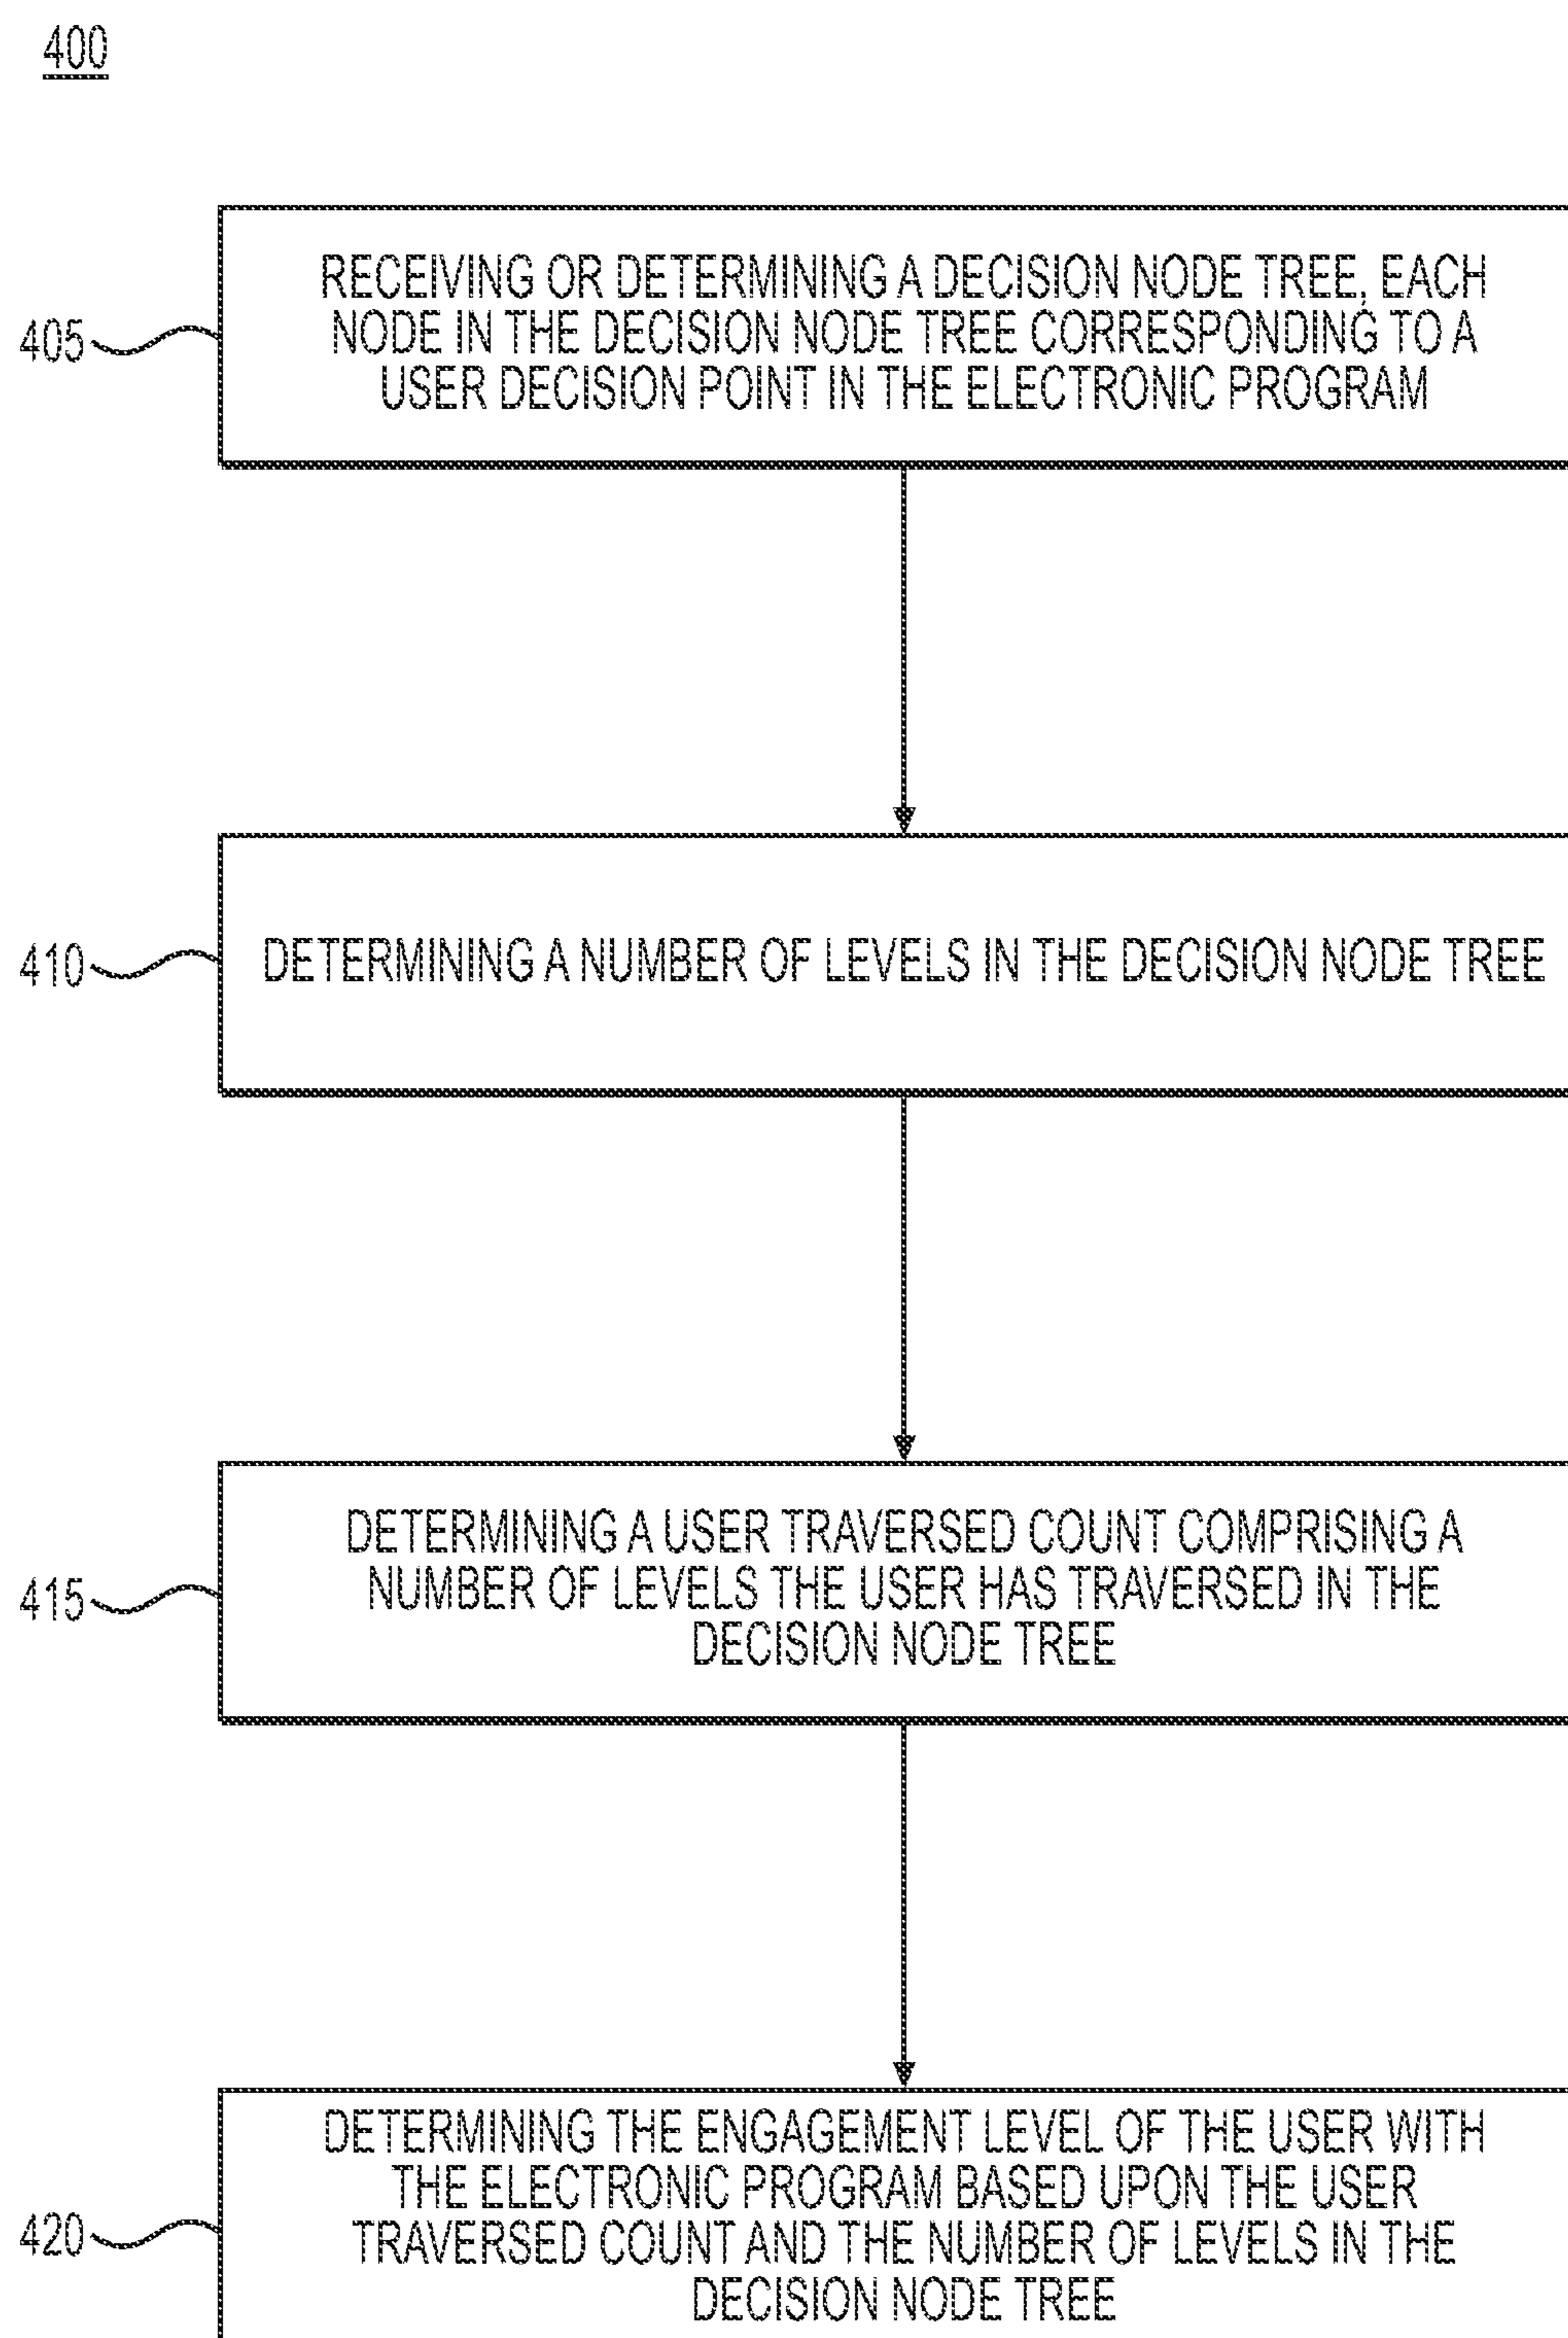 400
405
RECEIVING OR DETERMINING A DECISION NODE TREE, EACH
NODE IN THE DECISION NODE TREE CORRESPONDING TO A
USER DECISION POINT IN THE ELECTRONIC PROGRAM
410
DETERMINING A NUMBER OF LEVELS IN THE DECISION NODE TREE
415
DETERMINING A USER TRAVERSED COUNT COMPRISING A
NUMBER OF LEVELS THE USER HAS TRAVERSED IN THE
DECISION NODE TREE
420
DETERMINING THE ENGAGEMENT LEVEL OF THE USER WITH
THE ELECTRONIC PROGRAM BASED UPON THE USER
TRAVERSED COUNT AND THE NUMBER OF LEVELS IN THE
DECISION NODE TREE